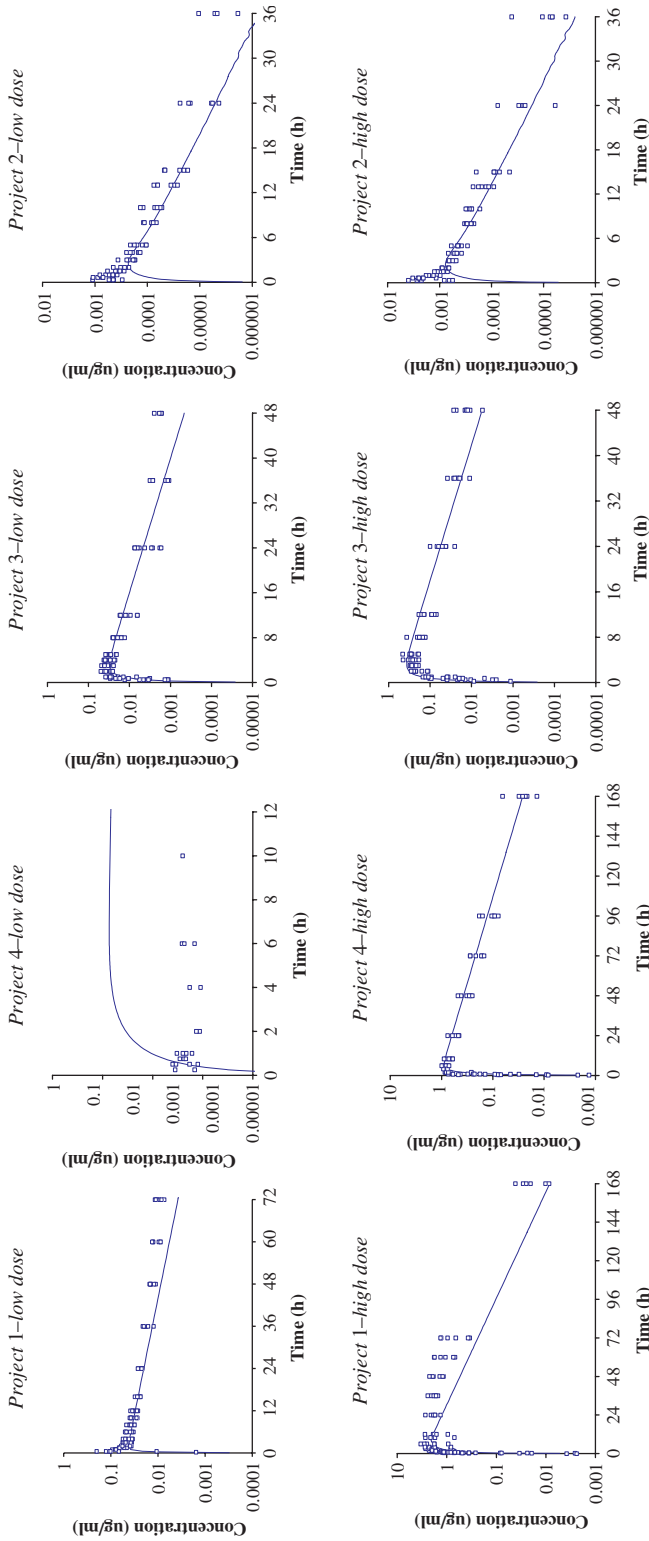 Project 1–low dose
Concentration (ug/ml)
1
0.1
0.01
0.001
0.0001
0 12 24 36 48 60 72
Time (h)
Project 4–low dose
Concentration (ug/ml)
1
0.1
0.01
0.001
0.0001
0.00001
0 2 4 6 8 10 12
Time (h)
Project 3–low dose
Concentration (ug/ml)
1
0.1
0.01
0.001
0.0001
0.00001
0 8 16 24 32 40 48
Time (h)
Project 2–low dose
Concentration (ug/ml)
0.01
0.001
0.0001
0.00001
0.000001
0 6 12 18 24 30 36
Time (h)
Project 1–high dose
Concentration (ug/ml)
10
1
0.1
0.01
0.001
0 24 48 72 96 120 144 168
Time (h)
Project 4–high dose
Concentration (ug/ml)
10
1
0.1
0.01
0.001
0 24 48 72 96 120 144 168
Time (h)
Project 3–high dose
Concentration (ug/ml)
1
0.1
0.01
0.001
0.0001
0.00001
0 8 16 24 32 40 48
Time (h)
Project 2–high dose
Concentration (ug/ml)
0.01
0.001
0.0001
0.00001
0.000001
0 6 12 18 24 30 36
Time (h)